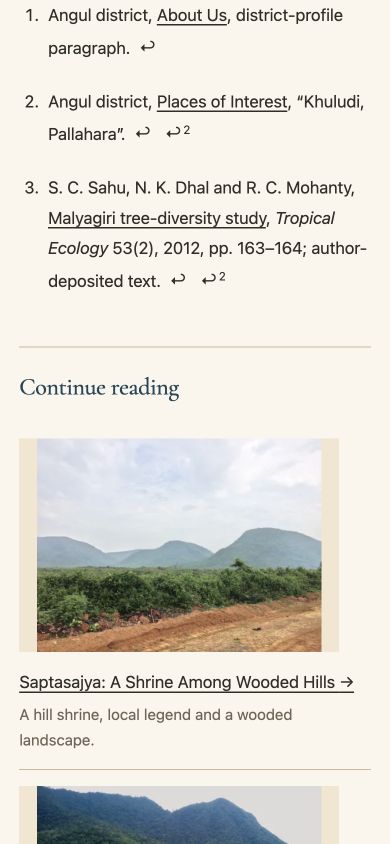 1. Angul district, About Us, district-profile
paragraph. ↩
2. Angul district, Places of Interest, “Khuludi,
Pallahara”. ↩ ↩2
3. S. C. Sahu, N. K. Dhal and R. C. Mohanty,
Malyagiri tree-diversity study, Tropical
Ecology 53(2), 2012, pp. 163–164; author-
deposited text. ↩ ↩2
Continue reading
Saptasajya: A Shrine Among Wooded Hills →
A hill shrine, local legend and a wooded
landscape.